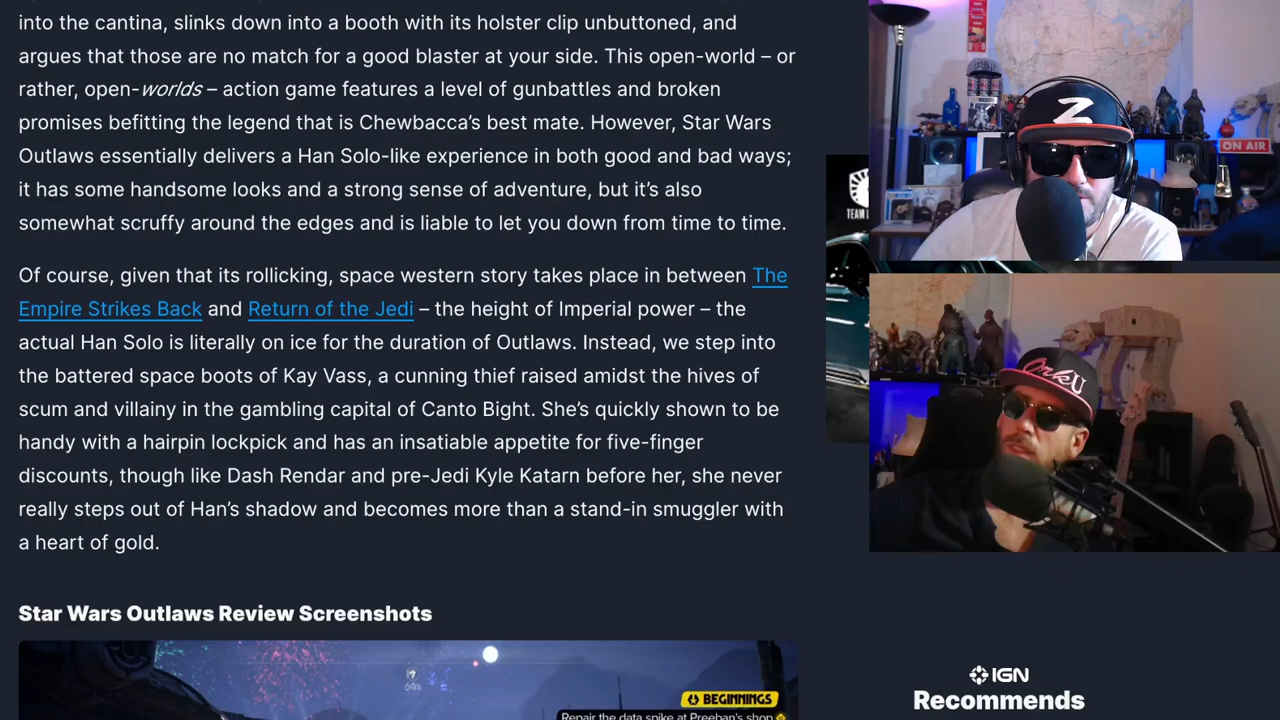 into the cantina, slinks down into a booth with its holster clip unbuttoned, and
argues that those are no match for a good blaster at your side. This open-world – or
rather, open-worlds – action game features a level of gunbattles and broken
promises befitting the legend that is Chewbacca’s best mate. However, Star Wars
Outlaws essentially delivers a Han Solo-like experience in both good and bad ways;
it has some handsome looks and a strong sense of adventure, but it’s also
somewhat scruffy around the edges and is liable to let you down from time to time.
Of course, given that its rollicking, space western story takes place in between The
Empire Strikes Back and Return of the Jedi – the height of Imperial power – the
actual Han Solo is literally on ice for the duration of Outlaws. Instead, we step into
the battered space boots of Kay Vass, a cunning thief raised amidst the hives of
scum and villainy in the gambling capital of Canto Bight. She’s quickly shown to be
handy with a hairpin lockpick and has an insatiable appetite for five-finger
discounts, though like Dash Rendar and pre-Jedi Kyle Katarn before her, she never
really steps out of Han’s shadow and becomes more than a stand-in smuggler with
a heart of gold.
Star Wars Outlaws Review Screenshots
64m
BEGINNINGS
Repair the data spike at Preeban's shop
TEAM
Z
ON AIR
OrkU
IGN
Recommends